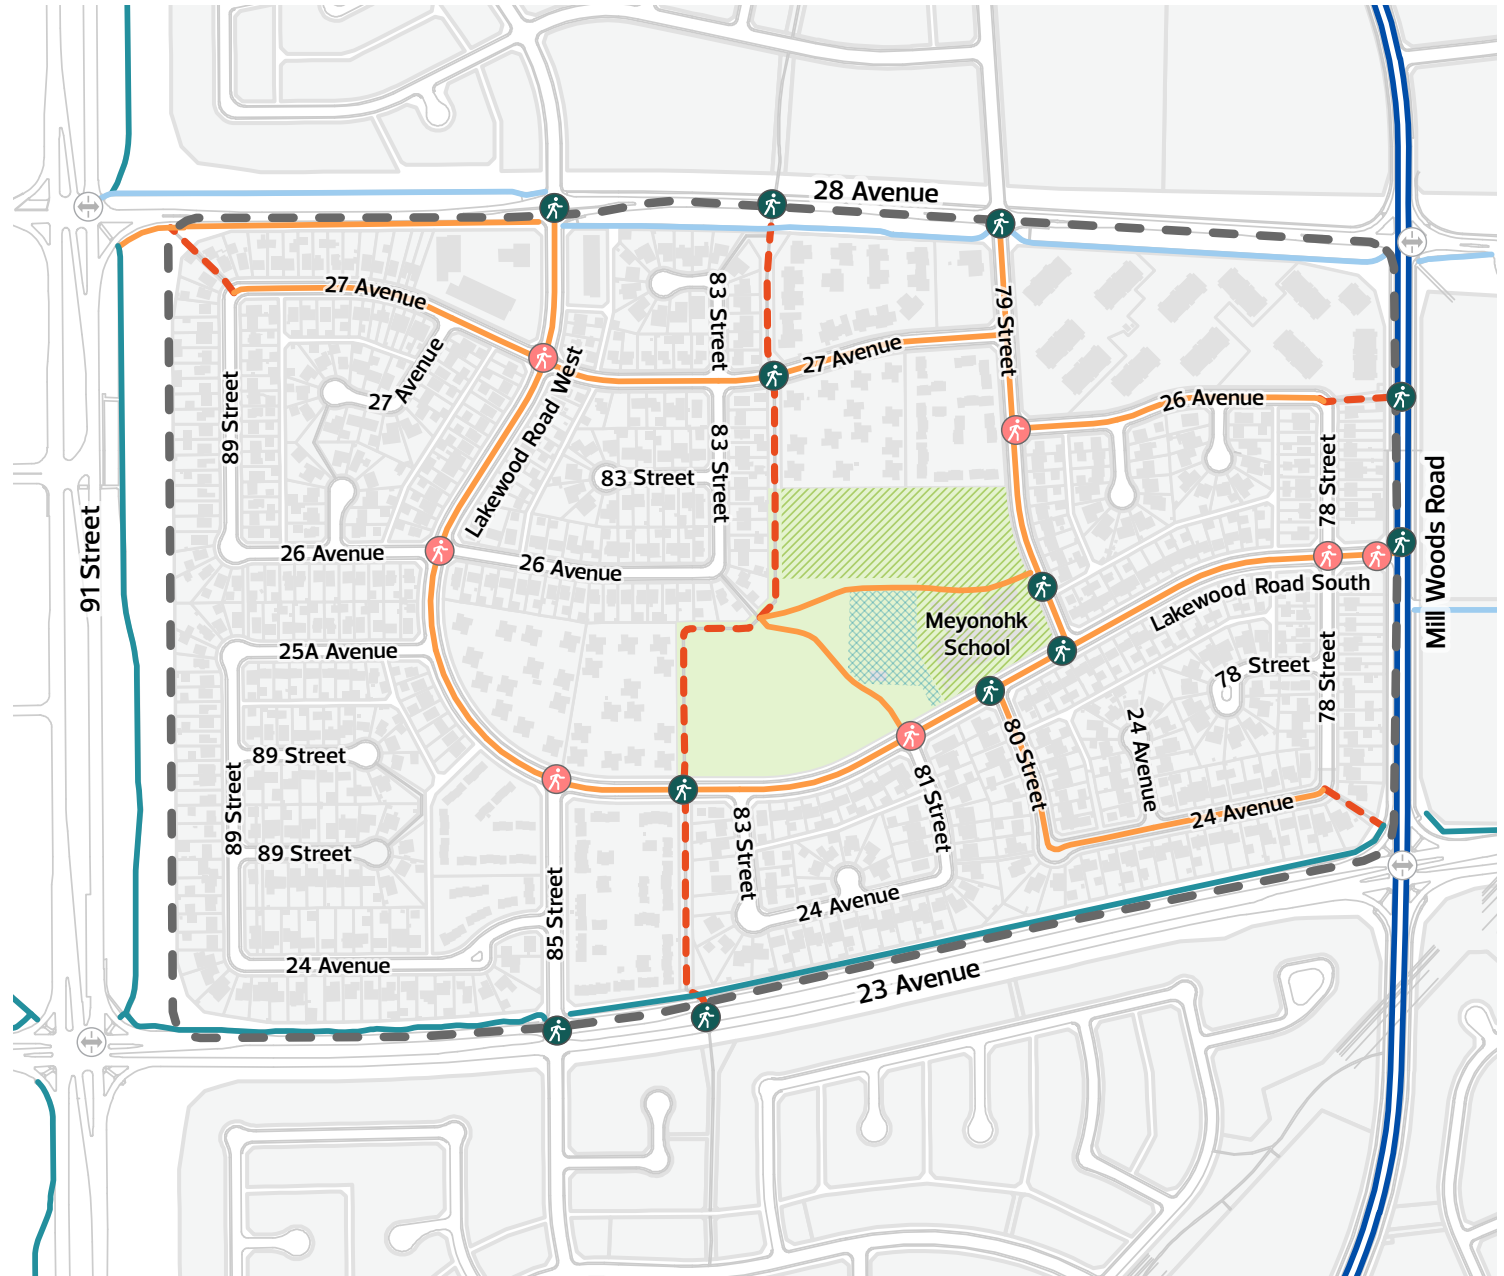 28 Avenue
27 Avenue
83 Street
79 Street
27 Avenue
27 Avenue
Lakewood Road West
89 Street
26 Avenue
83 Street
83 Street
78 Street
Mill Woods Road
91 Street
26 Avenue
26 Avenue
Lakewood Road South
Meyonohk
School
25A Avenue
78 Street
78 Street
24 Avenue
80 Street
89 Street
81 Street
89 Street
89 Street
83 Street
24 Avenue
85 Street
24 Avenue
24 Avenue
23 Avenue